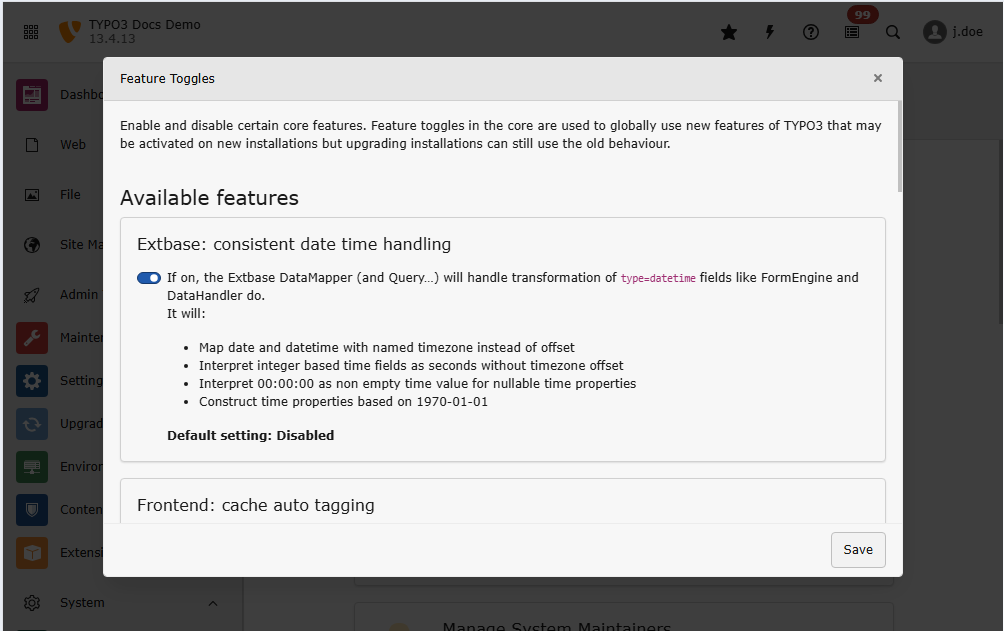 TYPO3 Docs Demo
13.4.13
99
j.doe
Feature Toggles
×
Dashbo
Web
File
Site Ma
Admin
Mainten
Setting
Upgrad
Environ
Conten
Extensi
System
Enable and disable certain core features. Feature toggles in the core are used to globally use new features of TYPO3 that may
be activated on new installations but upgrading installations can still use the old behaviour.
Available features
Extbase: consistent date time handling
If on, the Extbase DataMapper (and Query…) will handle transformation of type=datetime fields like FormEngine and
DataHandler do.
It will:
• Map date and datetime with named timezone instead of offset
• Interpret integer based time fields as seconds without timezone offset
• Interpret 00:00:00 as non empty time value for nullable time properties
• Construct time properties based on 1970-01-01
Default setting: Disabled
Frontend: cache auto tagging
Save
Manage System Maintainers